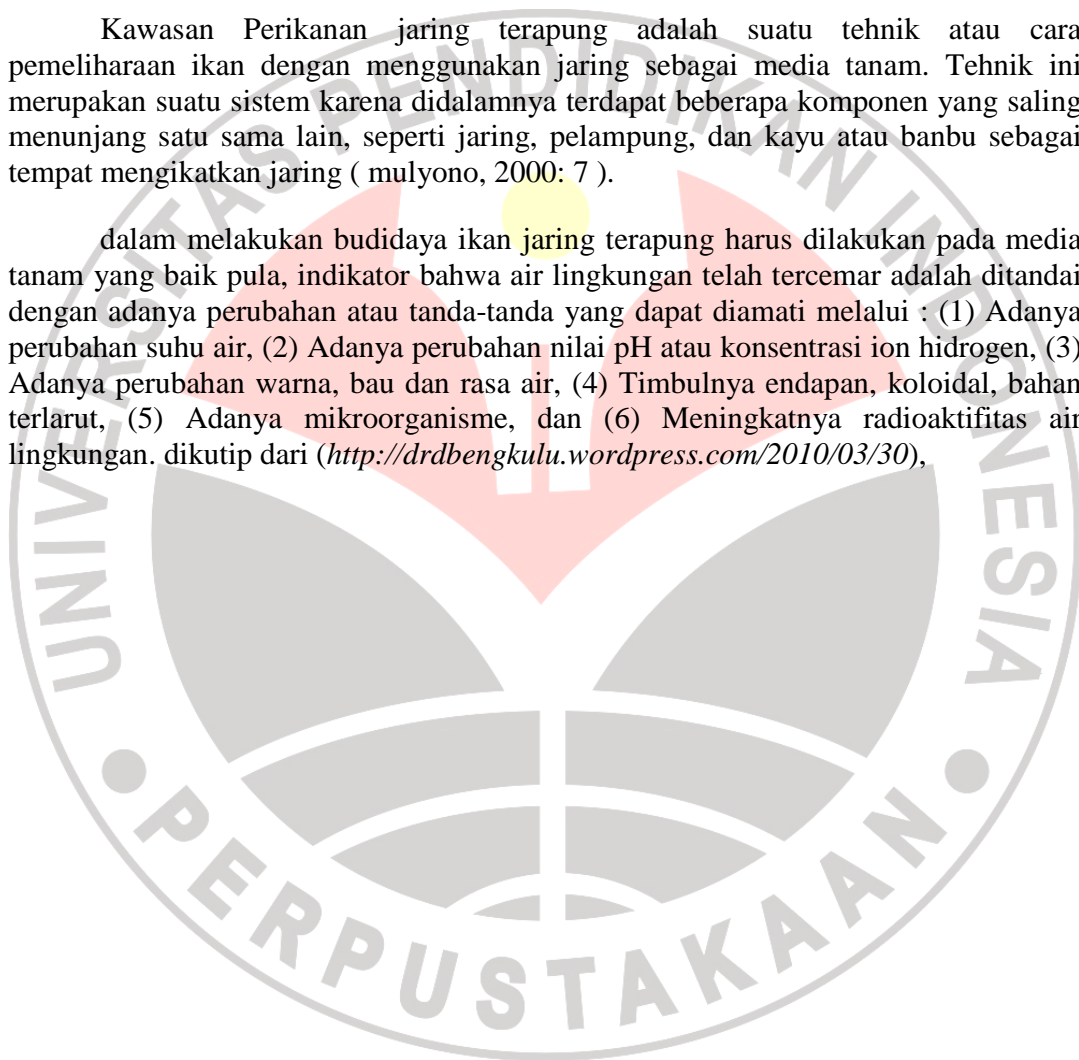 Kawasan Perikanan jaring terapung adalah suatu tehnik atau cara
pemeliharaan ikan dengan menggunakan jaring sebagai media tanam. Tehnik ini
merupakan suatu sistem karena didalamnya terdapat beberapa komponen yang saling
menunjang satu sama lain, seperti jaring, pelampung, dan kayu atau banbu sebagai
tempat mengikatkan jaring ( mulyono, 2000: 7 ).
dalam melakukan budidaya ikan jaring terapung harus dilakukan pada media
tanam yang baik pula, indikator bahwa air lingkungan telah tercemar adalah ditandai
dengan adanya perubahan atau tanda-tanda yang dapat diamati melalui : (1) Adanya
perubahan suhu air, (2) Adanya perubahan nilai pH atau konsentrasi ion hidrogen, (3)
Adanya perubahan warna, bau dan rasa air, (4) Timbulnya endapan, koloidal, bahan
terlarut, (5) Adanya mikroorganisme, dan (6) Meningkatnya radioaktifitas air
lingkungan. dikutip dari (http://drdbengkulu.wordpress.com/2010/03/30),
UNIVERSITAS PENDIDIKAN INDONESIA
PERPUSTAKAAN